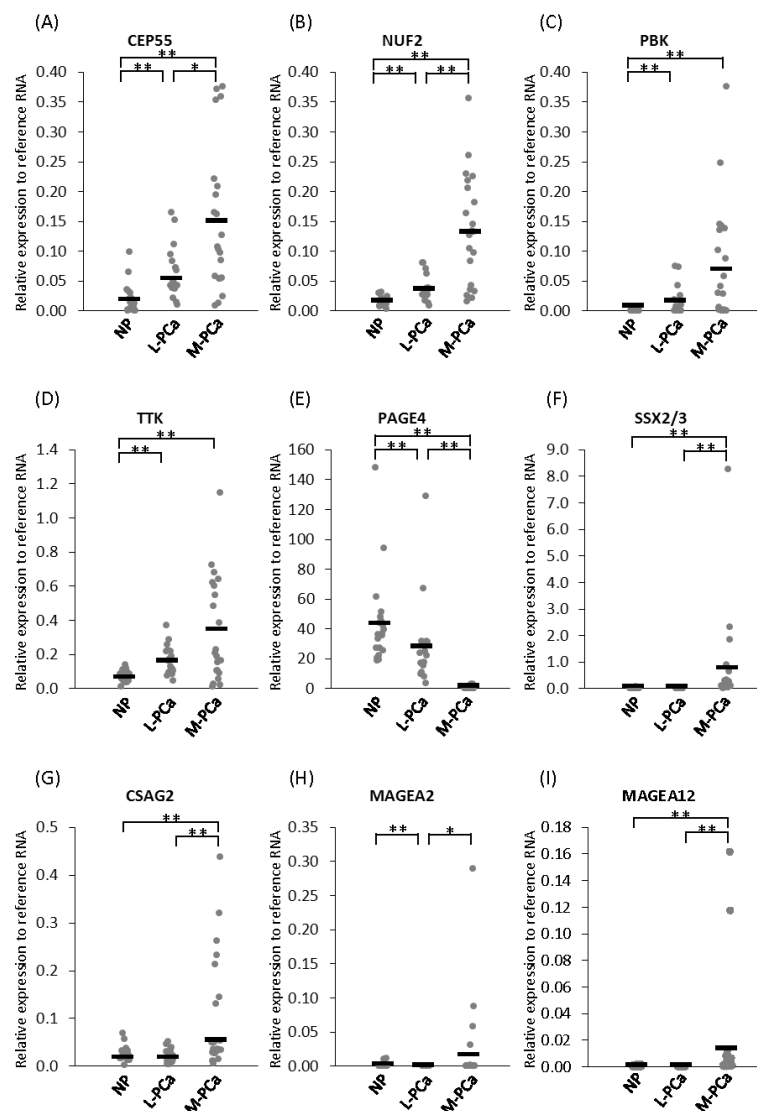 (A)
CEP55
**
**
*
Relative expression to reference RNA
0.40
0.35
0.30
0.25
0.20
0.15
0.10
0.05
0.00
NP
L-PCa
M-PCa
(B)
NUF2
**
**
**
Relative expression to reference RNA
0.40
0.35
0.30
0.25
0.20
0.15
0.10
0.05
0.00
NP
L-PCa
M-PCa
(C)
PBK
**
**
Relative expression to reference RNA
0.40
0.35
0.30
0.25
0.20
0.15
0.10
0.05
0.00
NP
L-PCa
M-PCa
(D)
TTK
**
**
Relative expression to reference RNA
1.4
1.2
1.0
0.8
0.6
0.4
0.2
0.0
NP
L-PCa
M-PCa
(E)
PAGE4
**
**
**
Relative expression to reference RNA
160
140
120
100
80
60
40
20
0
NP
L-PCa
M-PCa
(F)
SSX2/3
**
**
Relative expression to reference RNA
9.0
8.0
7.0
6.0
5.0
4.0
3.0
2.0
1.0
0.0
NP
L-PCa
M-PCa
(G)
CSAG2
**
**
Relative expression to reference RNA
0.5
0.4
0.3
0.2
0.1
0.0
NP
L-PCa
M-PCa
(H)
MAGEA2
**
*
Relative expression to reference RNA
0.35
0.30
0.25
0.20
0.15
0.10
0.05
0.00
NP
L-PCa
M-PCa
(I)
MAGEA12
**
**
Relative expression to reference RNA
0.18
0.16
0.14
0.12
0.10
0.08
0.06
0.04
0.02
0.00
NP
L-PCa
M-PCa